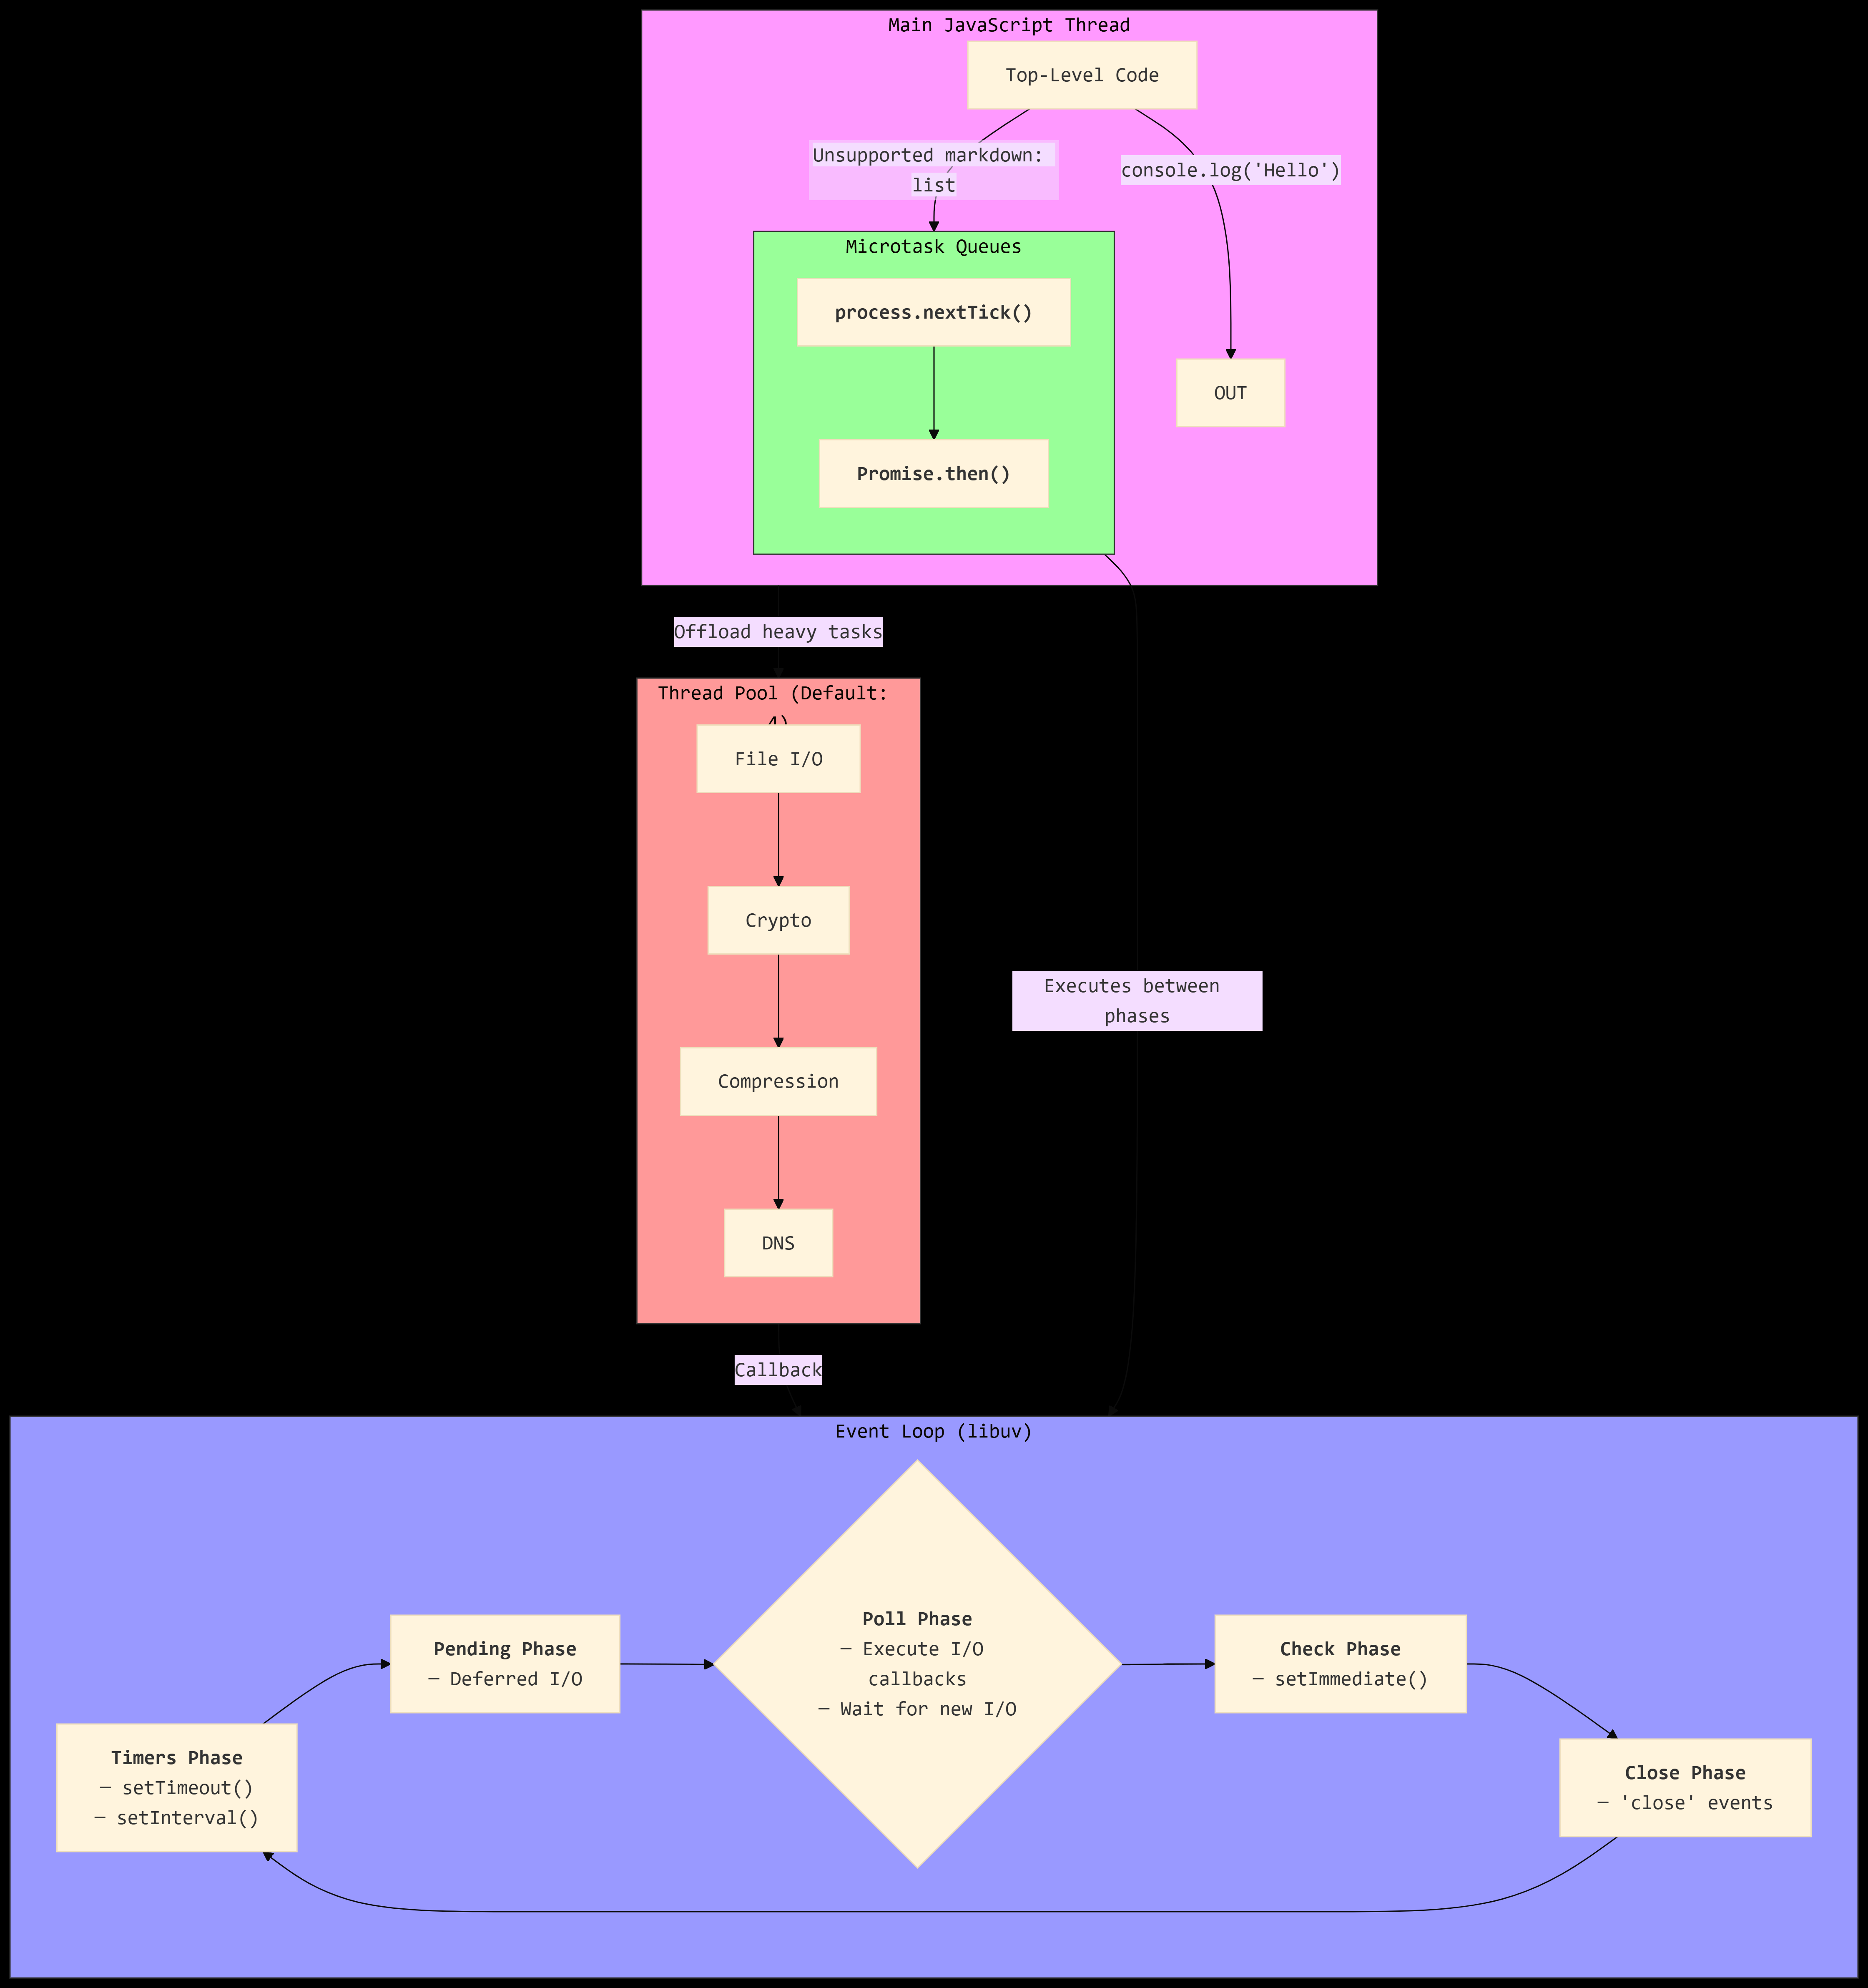 Main JavaScript Thread
Top-Level Code
Unsupported markdown:
list
console.log('Hello')
Microtask Queues
process.nextTick()
OUT
Promise.then()
Offload heavy tasks
Thread Pool (Default:
4)
File I/O
Crypto
Executes between
phases
Compression
DNS
Callback
Event Loop (libuv)
Timers Phase
– setTimeout()
– setInterval()
Pending Phase
– Deferred I/O
Poll Phase
– Execute I/O
callbacks
– Wait for new I/O
Check Phase
– setImmediate()
Close Phase
– 'close' events